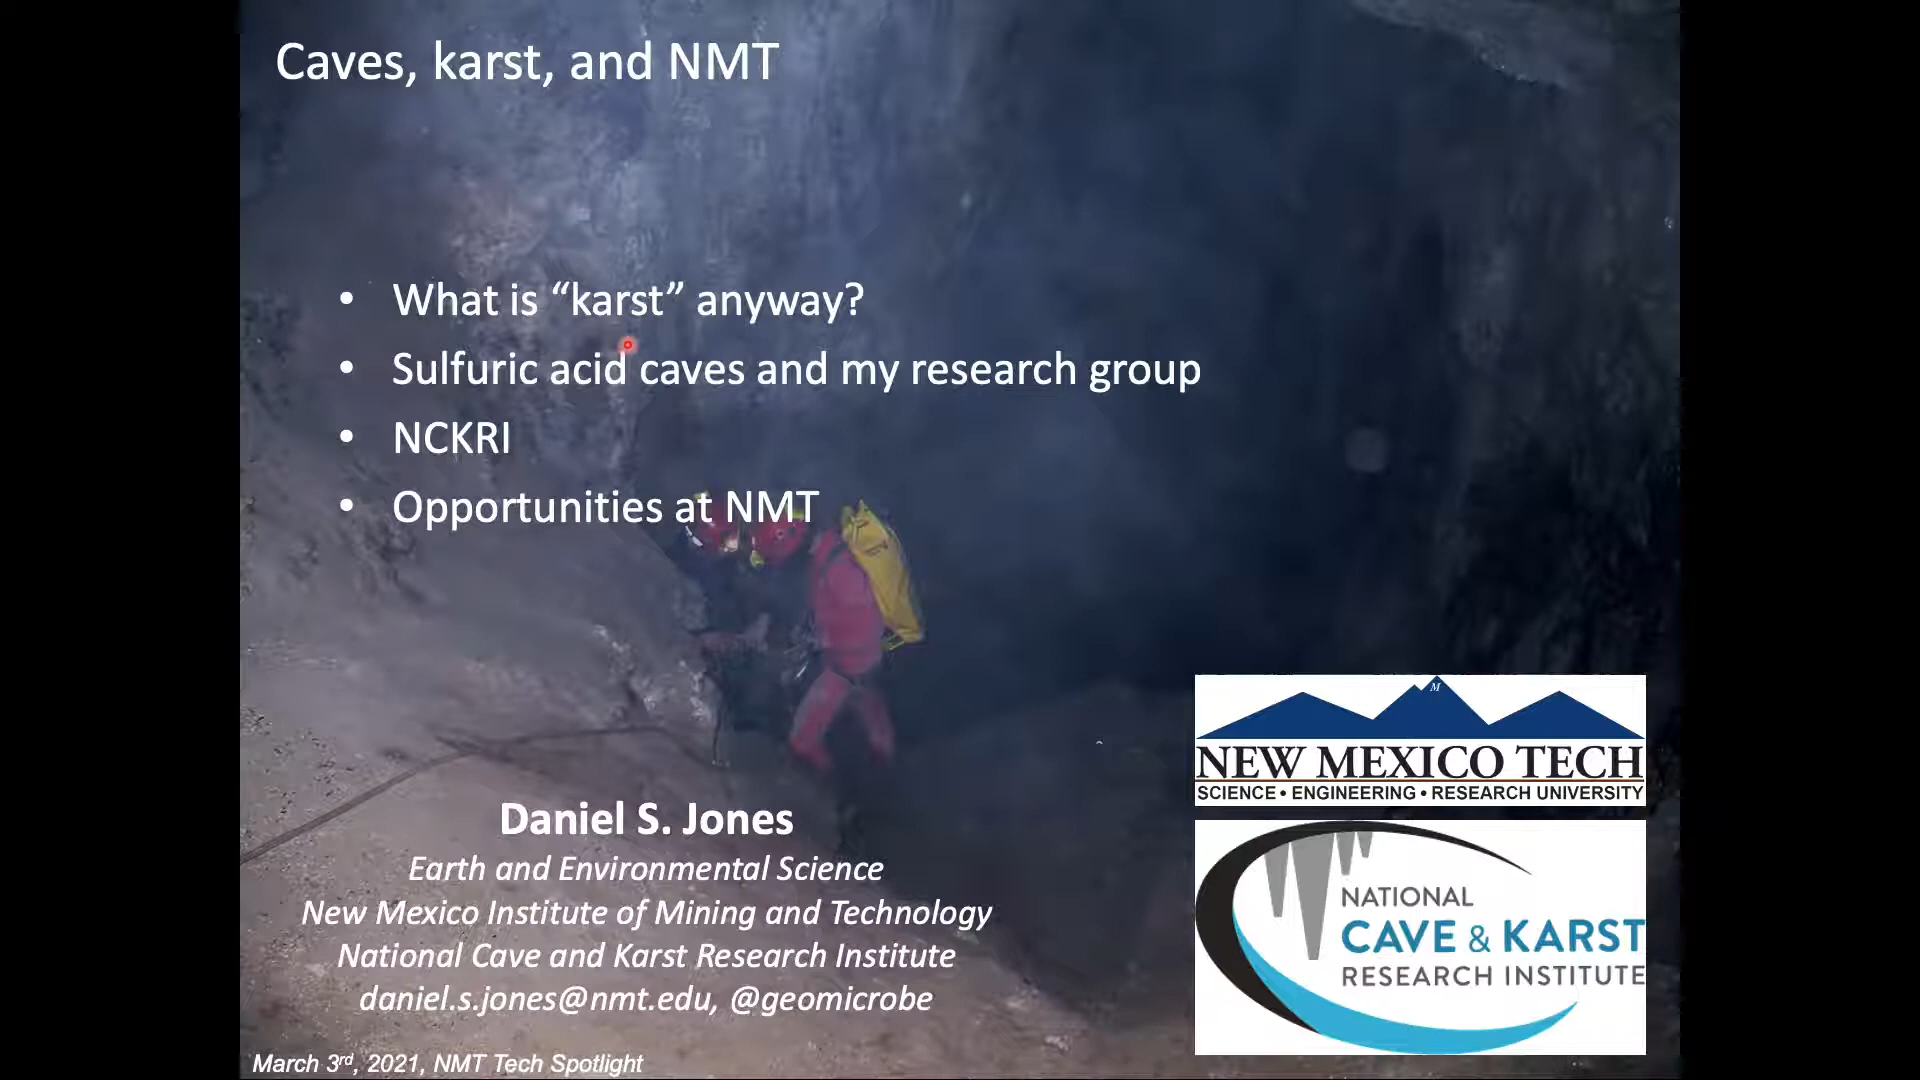 Caves, karst, and NMT
• What is “karst” anyway?
• Sulfuric acid caves and my research group
• NCKRI
• Opportunities at NMT
M
NEW MEXICO TECH
SCIENCE • ENGINEERING • RESEARCH UNIVERSITY
Daniel S. Jones
Earth and Environmental Science
New Mexico Institute of Mining and Technology
National Cave and Karst Research Institute
daniel.s.jones@nmt.edu, @geomicrobe
NATIONAL
CAVE & KARST
RESEARCH INSTITUTE
March 3rd, 2021, NMT Tech Spotlight